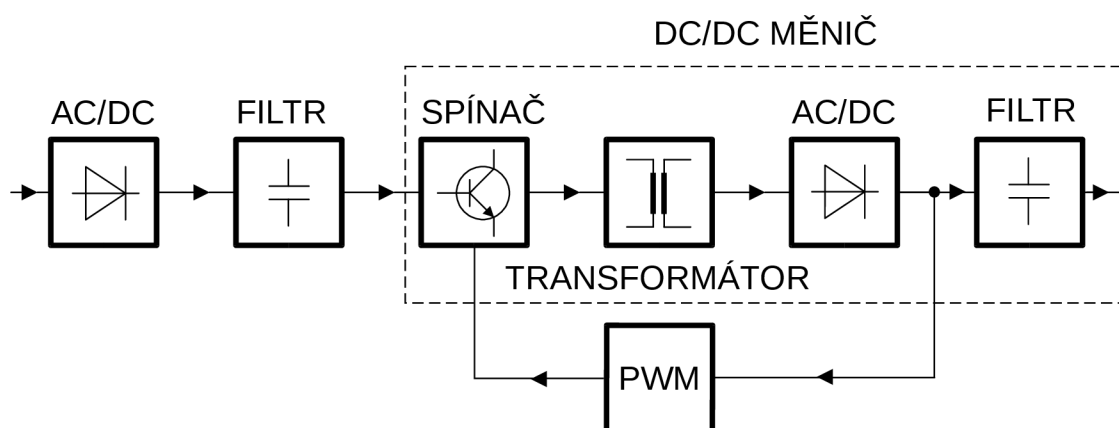 DC/DC MĚNIČ
AC/DC
FILTR
SPÍNAČ
AC/DC
FILTR
TRANSFORMÁTOR
PWM